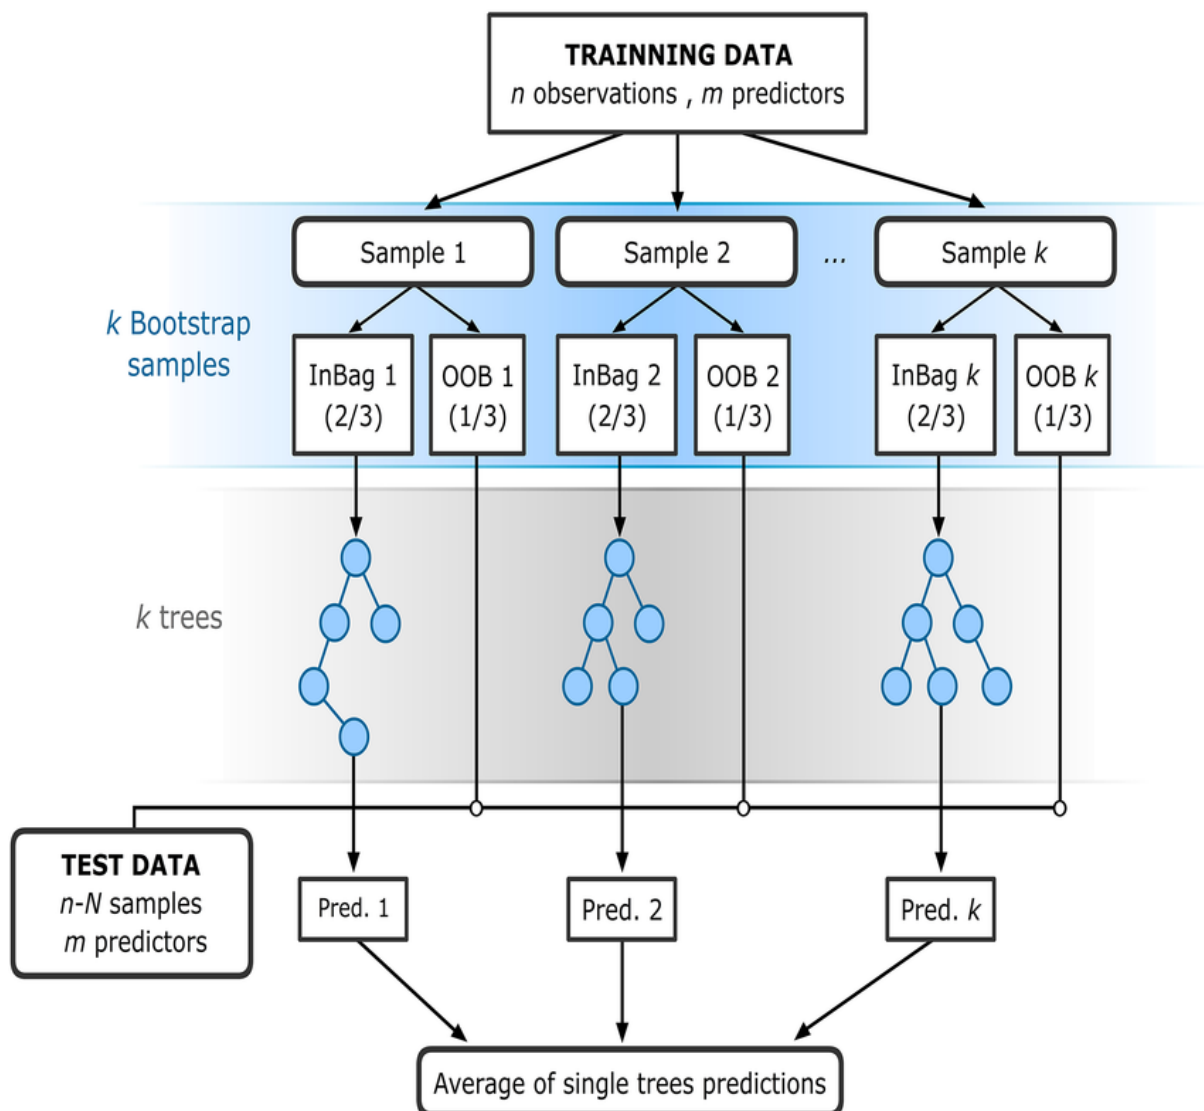 TRAINNING DATA
n observations , m predictors
Sample 1
Sample 2
...
Sample k
k Bootstrap
samples
InBag 1
(2/3)
OOB 1
(1/3)
InBag 2
(2/3)
OOB 2
(1/3)
InBag k
(2/3)
OOB k
(1/3)
k trees
TEST DATA
n-N samples
m predictors
Pred. 1
Pred. 2
Pred. k
Average of single trees predictions